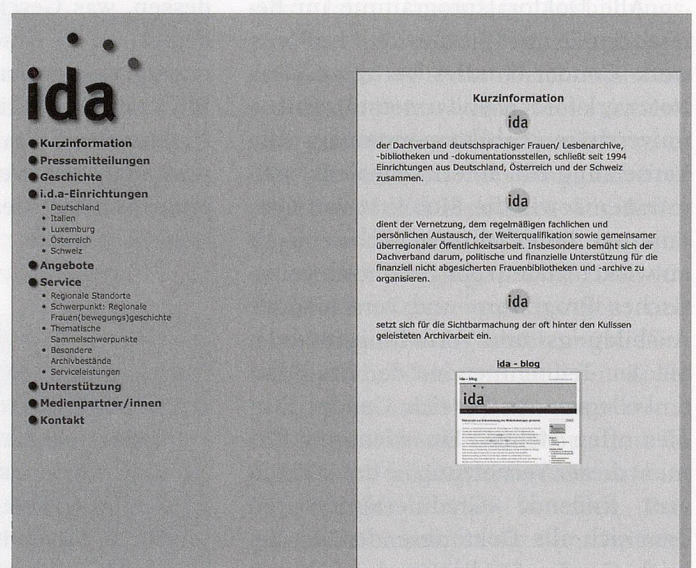 ida
Kurzinformation
Pressemitteilungen
Geschichte
i.d.a-Einrichtungen
Deutschland
Italien
Luxemburg
Österreich
Schweiz
Angebote
Service
Regionale Standorte
Schwerpunkt: Regionale
Frauen(bewegungs)geschichte
Thematische
Sammelschwerpunkte
Besondere
Archivbestände
Serviceleistungen
Unterstützung
Medienpartner/innen
Kontakt
Kurzinformation
ida
der Dachverband deutschsprachiger Frauen/ Lesbenarchive,
-bibliotheken und -dokumentationsstellen, schließt seit 1994
Einrichtungen aus Deutschland, Österreich und der Schweiz
zusammen.
ida
dient der Vernetzung, dem regelmäßigen fachlichen und
persönlichen Austausch, der Weiterqualifikation sowie gemeinsamer
überregionaler Öffentlichkeitsarbeit. Insbesondere bemüht sich der
Dachverband darum, politische und finanzielle Unterstützung für die
finanziell nicht abgesicherten Frauenbibliotheken und -archive zu
organisieren.
ida
setzt sich für die Sichtbarmachung der oft hinter den Kulissen
geleisteten Archivarbeit ein.
ida - blog
ida - blog
ida